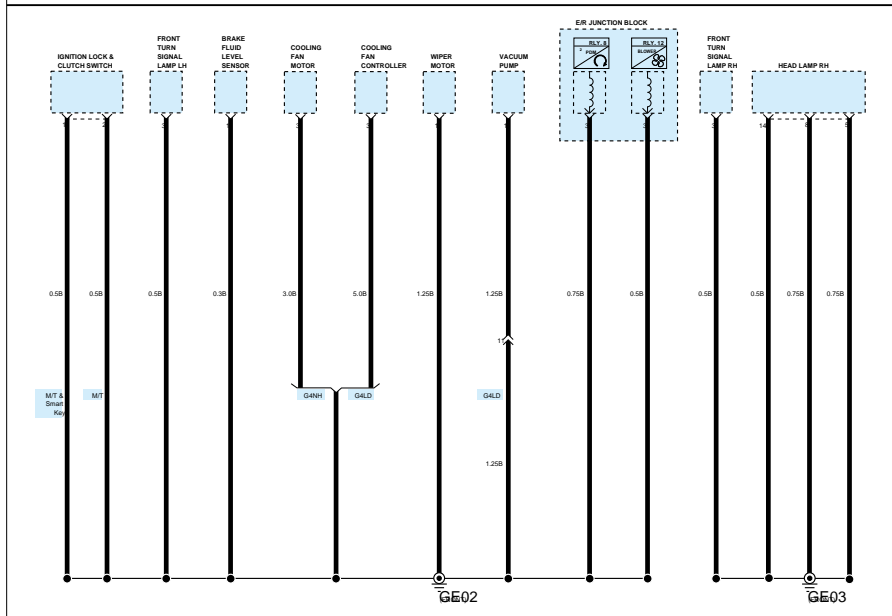 E/R JUNCTION BLOCK
IGNITION LOCK &
CLUTCH SWITCH
FRONT
TURN
SIGNAL
LAMP LH
BRAKE
FLUID
LEVEL
SENSOR
COOLING
FAN
MOTOR
COOLING
FAN
CONTROLLER
WIPER
MOTOR
VACUUM
PUMP
RLY. 8
RLY. 12
BLOWER
FRONT
TURN
SIGNAL
LAMP RH
HEAD LAMP RH
14
0.5B
0.5B
0.5B
0.3B
3.0B
5.0B
1.25B
1.25B
0.75B
0.5B
0.5B
0.5B
0.75B
0.75B
11
M/T &
Smart
Key
M/T
G4NH
G4LD
G4LD
1.25B
GE02
GE03